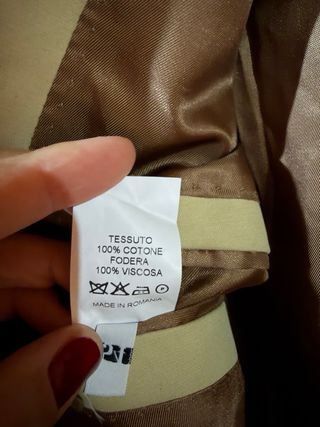 TESSUTO
100% COTONE
FODERA
100% VISCOSA
MADE IN ROMANIA